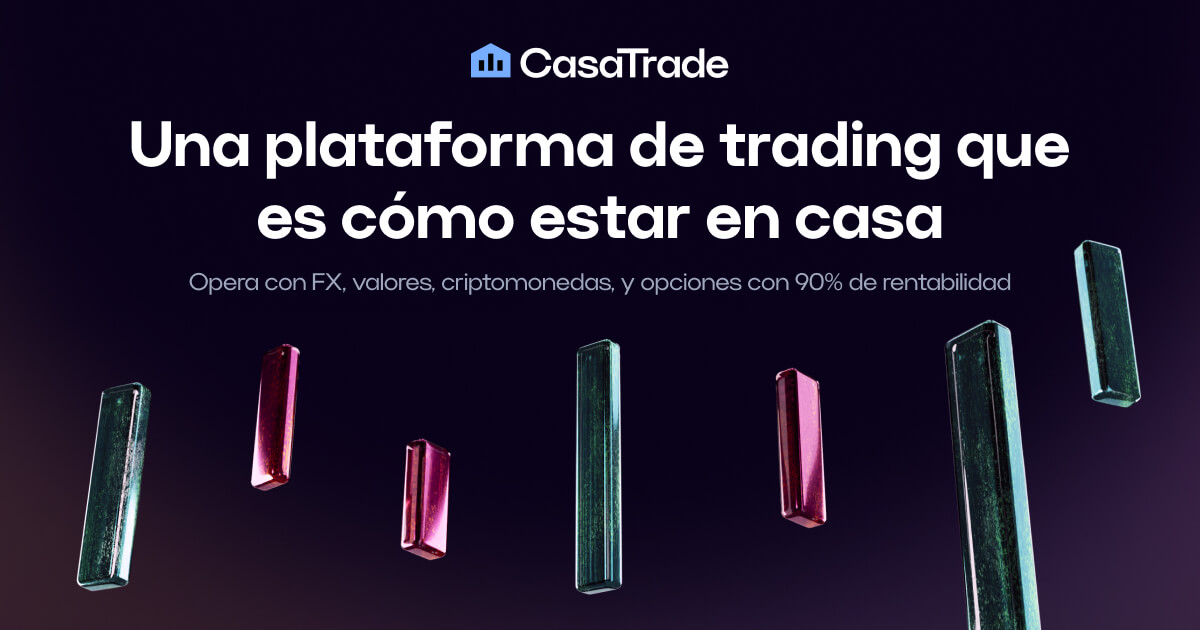 CasaTrade
Una plataforma de trading que
es cómo estar en casa
Opera con FX, valores, criptomonedas, y opciones con 90% de rentabilidad